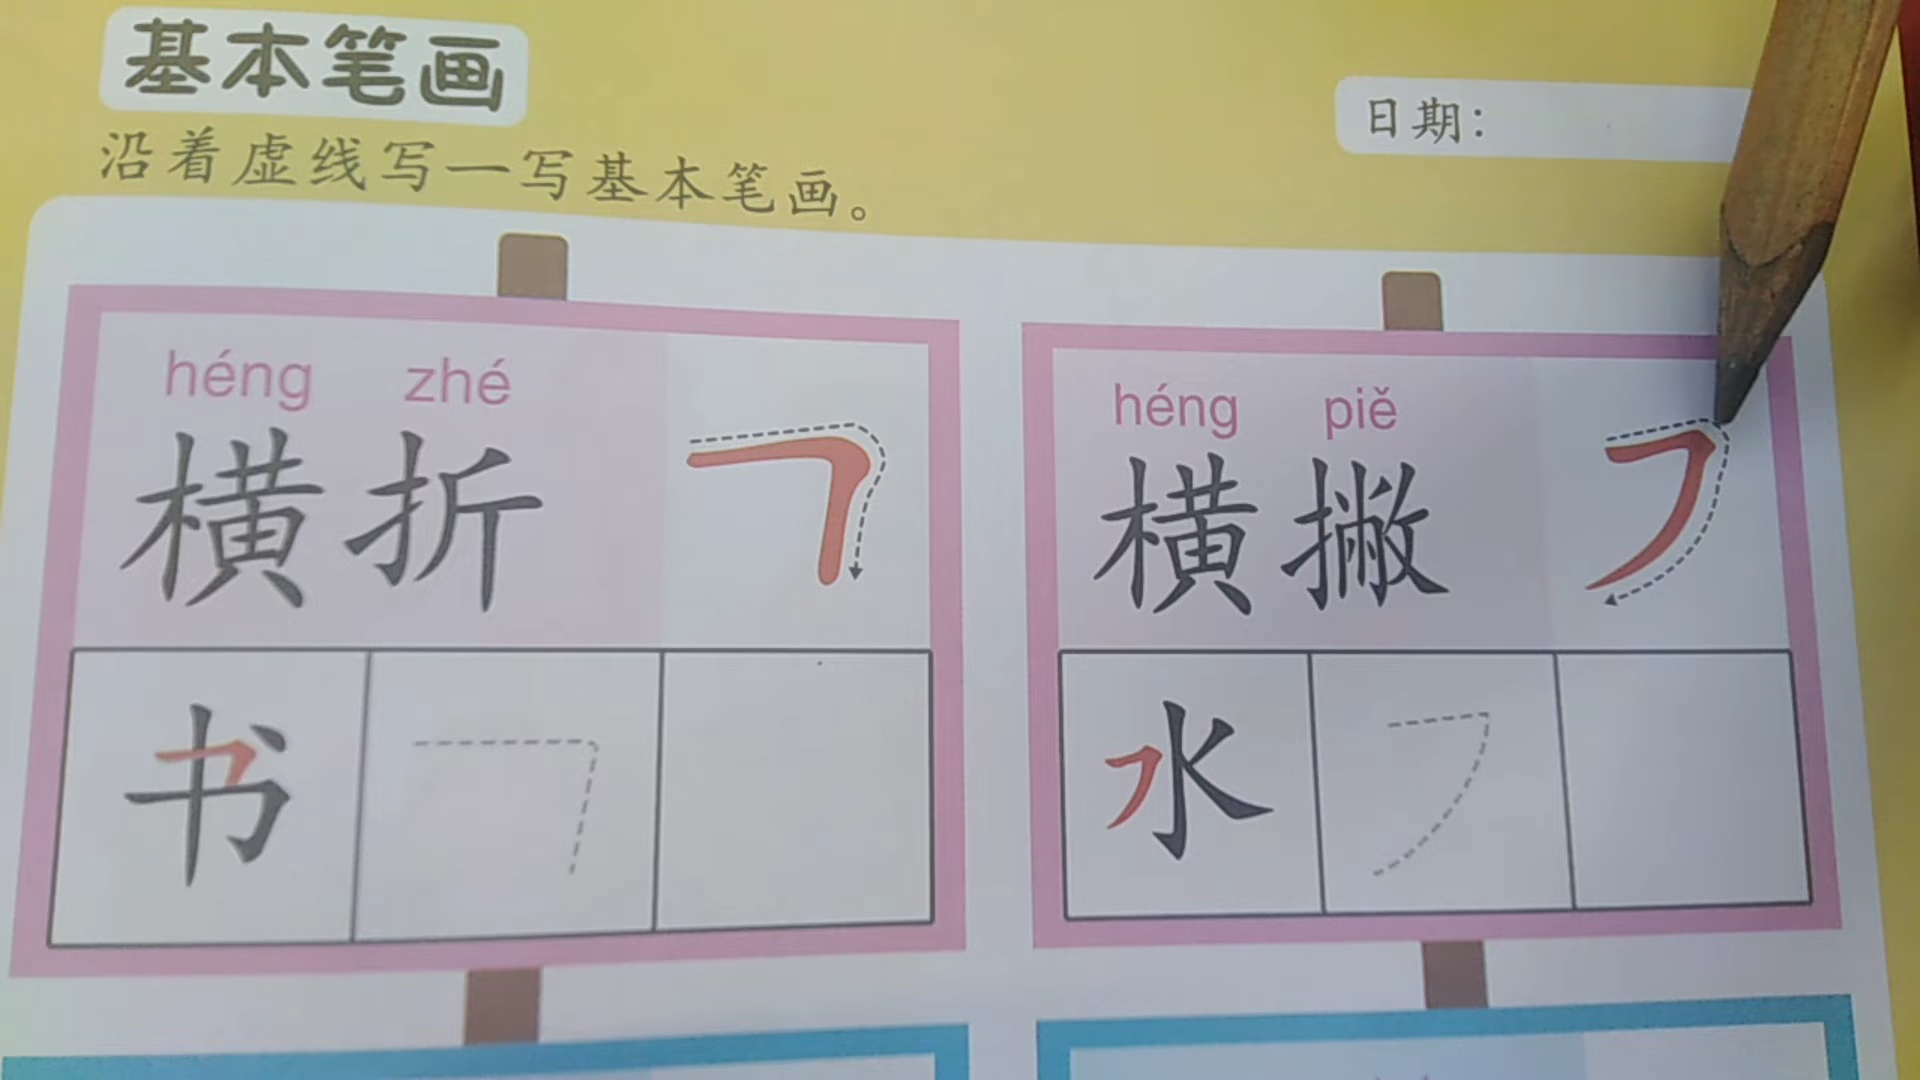 基本笔画
日期：
沿着虚线写一写基本笔画。
héng zhé
横折
书
héng piě
横撇
水